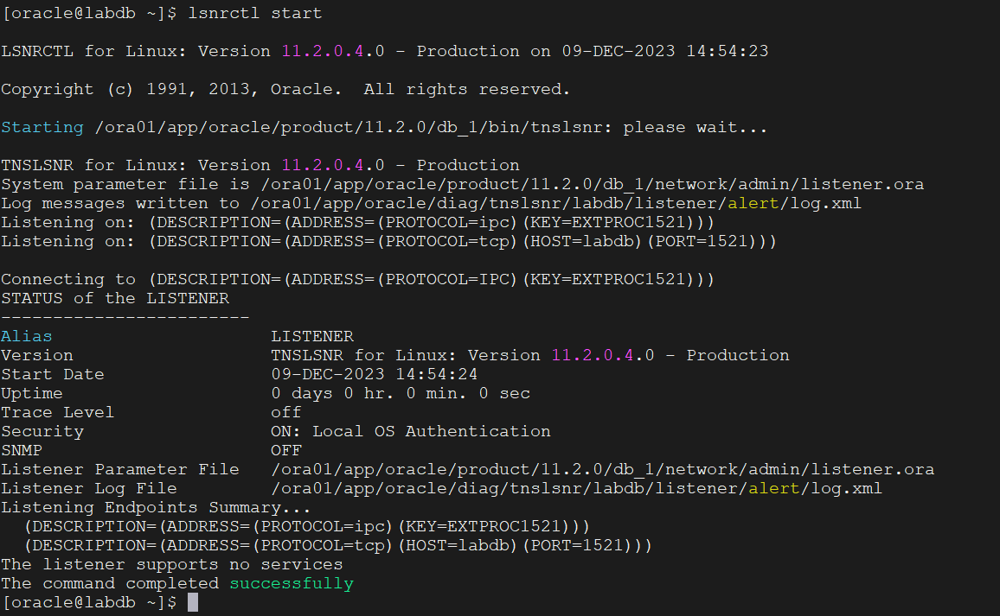 [oracle@labdb ~]$ lsnrctl start
LSNRCTL for Linux: Version 11.2.0.4.0 - Production on 09-DEC-2023 14:54:23
Copyright (c) 1991, 2013, Oracle.  All rights reserved.
Starting /ora01/app/oracle/product/11.2.0/db_1/bin/tnslsnr: please wait...
TNSLSNR for Linux: Version 11.2.0.4.0 - Production
System parameter file is /ora01/app/oracle/product/11.2.0/db_1/network/admin/listener.ora
Log messages written to /ora01/app/oracle/diag/tnslsnr/labdb/listener/alert/log.xml
Listening on: (DESCRIPTION=(ADDRESS=(PROTOCOL=ipc)(KEY=EXTPROC1521)))
Listening on: (DESCRIPTION=(ADDRESS=(PROTOCOL=tcp)(HOST=labdb)(PORT=1521)))
Connecting to (DESCRIPTION=(ADDRESS=(PROTOCOL=IPC)(KEY=EXTPROC1521)))
STATUS of the LISTENER
------------------------
Alias                     LISTENER
Version                   TNSLSNR for Linux: Version 11.2.0.4.0 - Production
Start Date                09-DEC-2023 14:54:24
Uptime                    0 days 0 hr. 0 min. 0 sec
Trace Level               off
Security                  ON: Local OS Authentication
SNMP                      OFF
Listener Parameter File   /ora01/app/oracle/product/11.2.0/db_1/network/admin/listener.ora
Listener Log File         /ora01/app/oracle/diag/tnslsnr/labdb/listener/alert/log.xml
Listening Endpoints Summary...
  (DESCRIPTION=(ADDRESS=(PROTOCOL=ipc)(KEY=EXTPROC1521)))
  (DESCRIPTION=(ADDRESS=(PROTOCOL=tcp)(HOST=labdb)(PORT=1521)))
The listener supports no services
The command completed successfully
[oracle@labdb ~]$